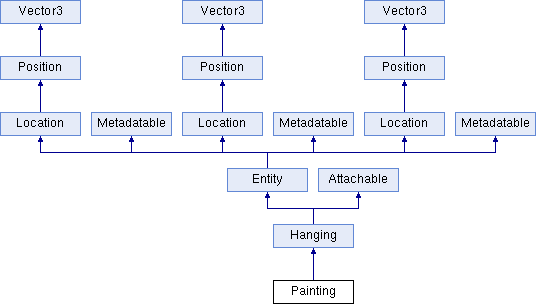 Vector3 Vector3 Vector3
Position Position Position
Location Metadatable Location Metadatable Location Metadatable
Entity Attachable
Hanging
Painting